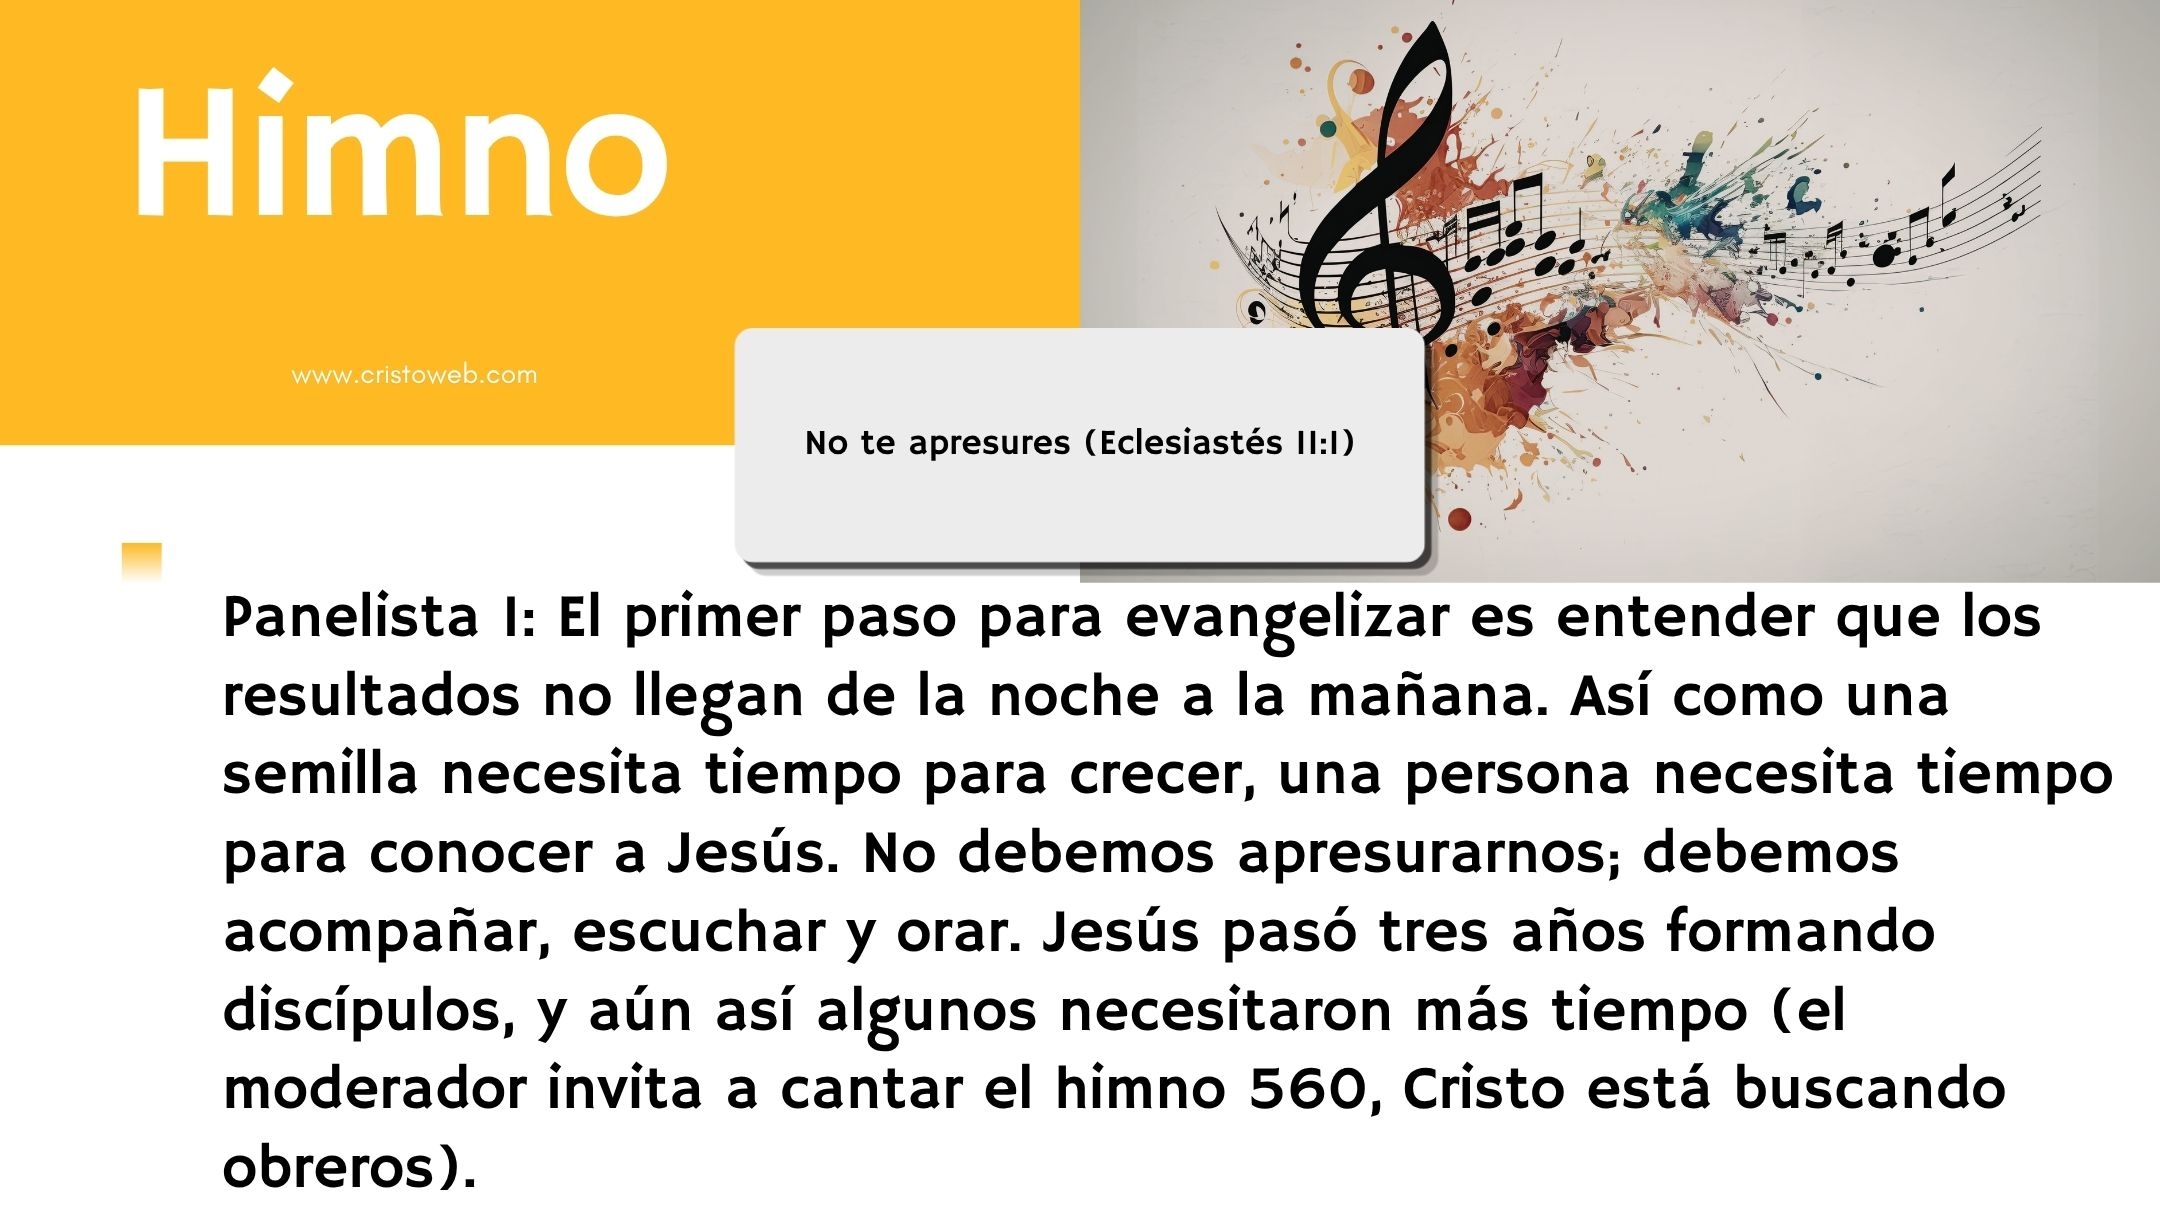 Himno
www.cristoweb.com
No te apresures (Eclesiastés 11:1)
Panelista 1: El primer paso para evangelizar es entender que los
resultados no llegan de la noche a la mañana. Así como una
semilla necesita tiempo para crecer, una persona necesita tiempo
para conocer a Jesús. No debemos apresurarnos; debemos
acompañar, escuchar y orar. Jesús pasó tres años formando
discípulos, y aún así algunos necesitaron más tiempo (el
moderador invita a cantar el himno 560, Cristo está buscando
obreros).